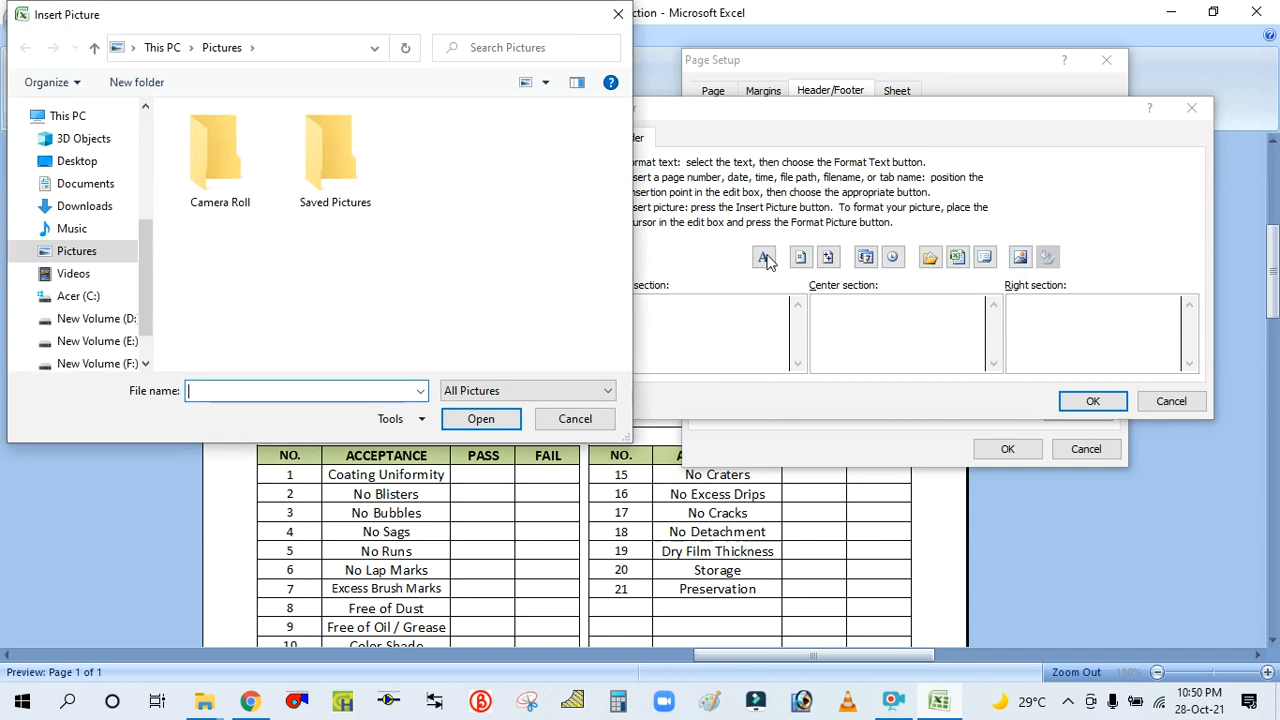 Insert Picture
ction - Microsoft Excel
This PC
Pictures
Search Pictures
Organize
New folder
This PC
3D Objects
Desktop
Documents
Downloads
Music
Pictures
Videos
Acer (C:)
New Volume (D:
New Volume (E:)
New Volume (F:)
Camera Roll
Saved Pictures
File name:
All Pictures
Tools
Open
Cancel
Page Setup
Page
Margins
Header/Footer
Sheet
der
ormat text: select the text, then choose the Format Text button.
sert a page number, date, time, file path, filename, or tab name: position the
insertion point in the edit box, then choose the appropriate button.
sert picture: press the Insert Picture button. To format your picture, place the
ursor in the edit box and press the Format Picture button.
A
section:
Center section:
Right section:
OK
Cancel
OK
Cancel
NO. ACCEPTANCE PASS FAIL NO. A
1 Coating Uniformity 15 No Craters
2 No Blisters 16 No Excess Drips
3 No Bubbles 17 No Cracks
4 No Sags 18 No Detachment
5 No Runs 19 Dry Film Thickness
6 No Lap Marks 20 Storage
7 Excess Brush Marks 21 Preservation
8 Free of Dust
9 Free of Oil / Grease
10 Color Shade
Preview: Page 1 of 1
Zoom Out 130%
29°C
10:50 PM
28-Oct-21